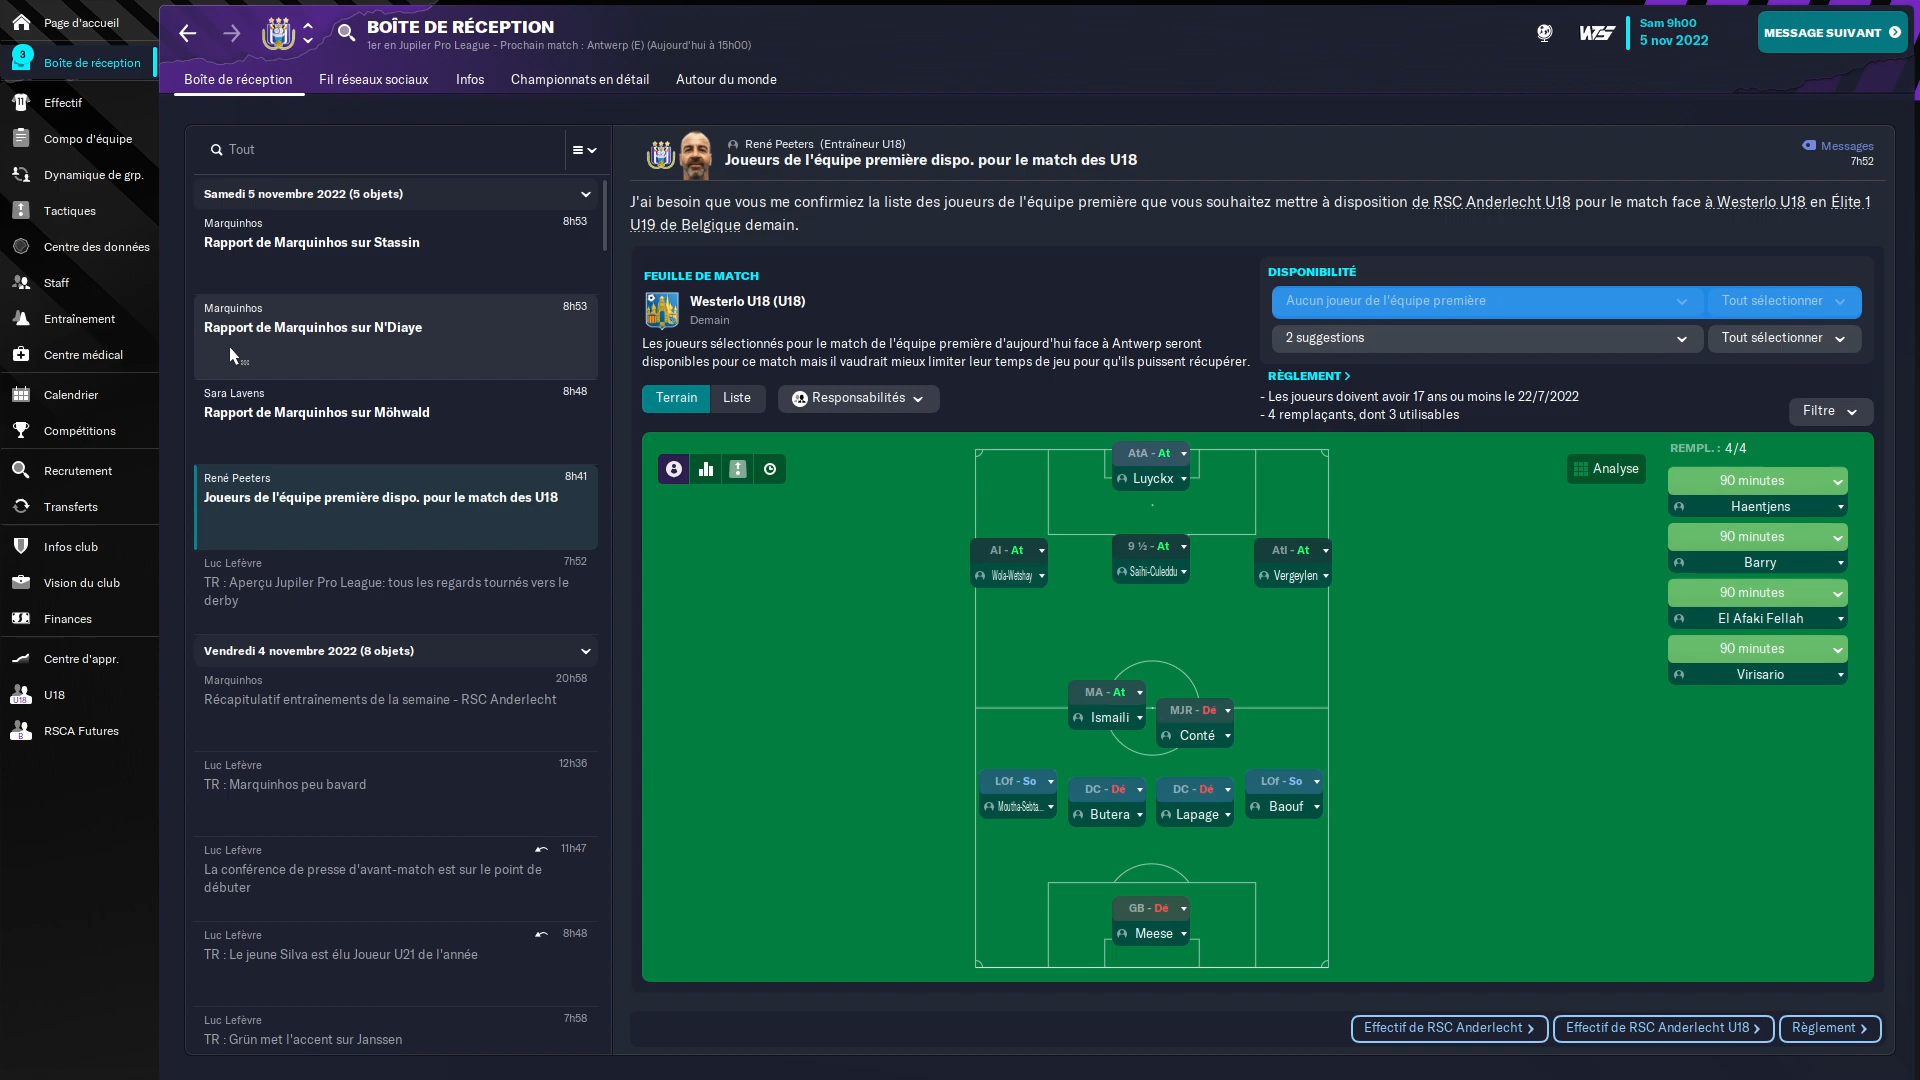 Page d'accueil
3
Boîte de réception
Effectif
Compo d'équipe
Dynamique de grp.
Tactiques
Centre des données
Staff
Entraînement
Centre médical
Calendrier
Compétitions
Recrutement
Transferts
Infos club
Vision du club
Finances
Centre d'appr.
U18
U18
B
RSCA Futures
BOÎTE DE RÉCEPTION
1er en Jupiler Pro League - Prochain match : Antwerp (E) (Aujourd'hui à 15h00)
Sam 9h00
5 nov 2022
MESSAGE SUIVANT
Boîte de réception
Fil réseaux sociaux
Infos
Championnats en détail
Autour du monde
Tout
Samedi 5 novembre 2022 (5 objets)
Marquinhos 8h53
Rapport de Marquinhos sur Stassin
Marquinhos 8h53
Rapport de Marquinhos sur N'Diaye
Sara Lavens 8h48
Rapport de Marquinhos sur Möhwald
René Peeters 8h41
Joueurs de l'équipe première dispo. pour le match des U18
Luc Lefèvre 7h52
TR : Aperçu Jupiler Pro League: tous les regards tournés vers le
derby
Vendredi 4 novembre 2022 (8 objets)
Marquinhos 20h58
Récapitulatif entraînements de la semaine - RSC Anderlecht
Luc Lefèvre 12h36
TR : Marquinhos peu bavard
Luc Lefèvre 11h47
La conférence de presse d'avant-match est sur le point de
débuter
Luc Lefèvre 8h48
TR : Le jeune Silva est élu Joueur U21 de l'année
Luc Lefèvre 7h58
TR : Grün met l'accent sur Janssen
René Peeters (Entraîneur U18)
Joueurs de l'équipe première dispo. pour le match des U18
Messages
7h52
J'ai besoin que vous me confirmiez la liste des joueurs de l'équipe première que vous souhaitez mettre à disposition de RSC Anderlecht U18 pour le match face à Westerlo U18 en Élite 1
U19 de Belgique demain.
FEUILLE DE MATCH
Westerlo U18 (U18)
Demain
Les joueurs sélectionnés pour le match de l'équipe première d'aujourd'hui face à Antwerp seront
disponibles pour ce match mais il vaudrait mieux limiter leur temps de jeu pour qu'ils puissent récupérer.
DISPONIBILITÉ
Aucun joueur de l'équipe première Tout sélectionner
2 suggestions Tout sélectionner
RÈGLEMENT >
- Les joueurs doivent avoir 17 ans ou moins le 22/7/2022
- 4 remplaçants, dont 3 utilisables
Terrain
Liste
Responsabilités
Filtre
Analyse
AtA - At
Luyckx
AI - At
Wola-Wetshay
9 ½ - At
Saïhi-Culeddu
AtI - At
Vergeylen
MA - At
Ismaili
MJR - Dé
Conté
LOf - So
Moutha-Sebta...
DC - Dé
Butera
DC - Dé
Lapage
LOf - So
Baouf
GB - Dé
Meese
REMPL. : 4/4
90 minutes
Haentjens
90 minutes
Barry
90 minutes
El Afaki Fellah
90 minutes
Virisario
Effectif de RSC Anderlecht >
Effectif de RSC Anderlecht U18 >
Règlement >